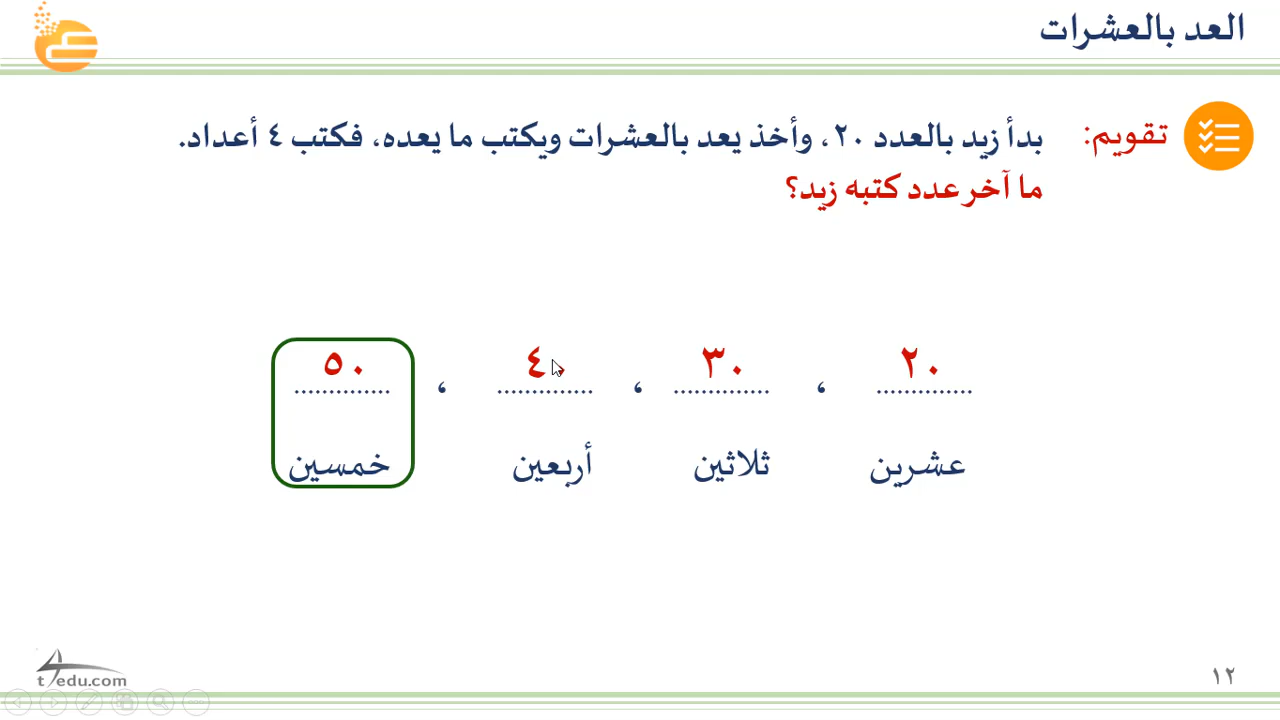 العد بالعشرات
تقويم: بدأ زيد بالعدد ٢٠، وأخذ يعد بالعشرات ويكتب ما يعده، فكتب ٤ أعداد.
ما آخر عدد كتبه زيد؟
٢٠ ، ٣٠ ، ٤٠ ، ٥٠
عشرين ثلاثين أربعين خمسين
t4edu.com
١٢